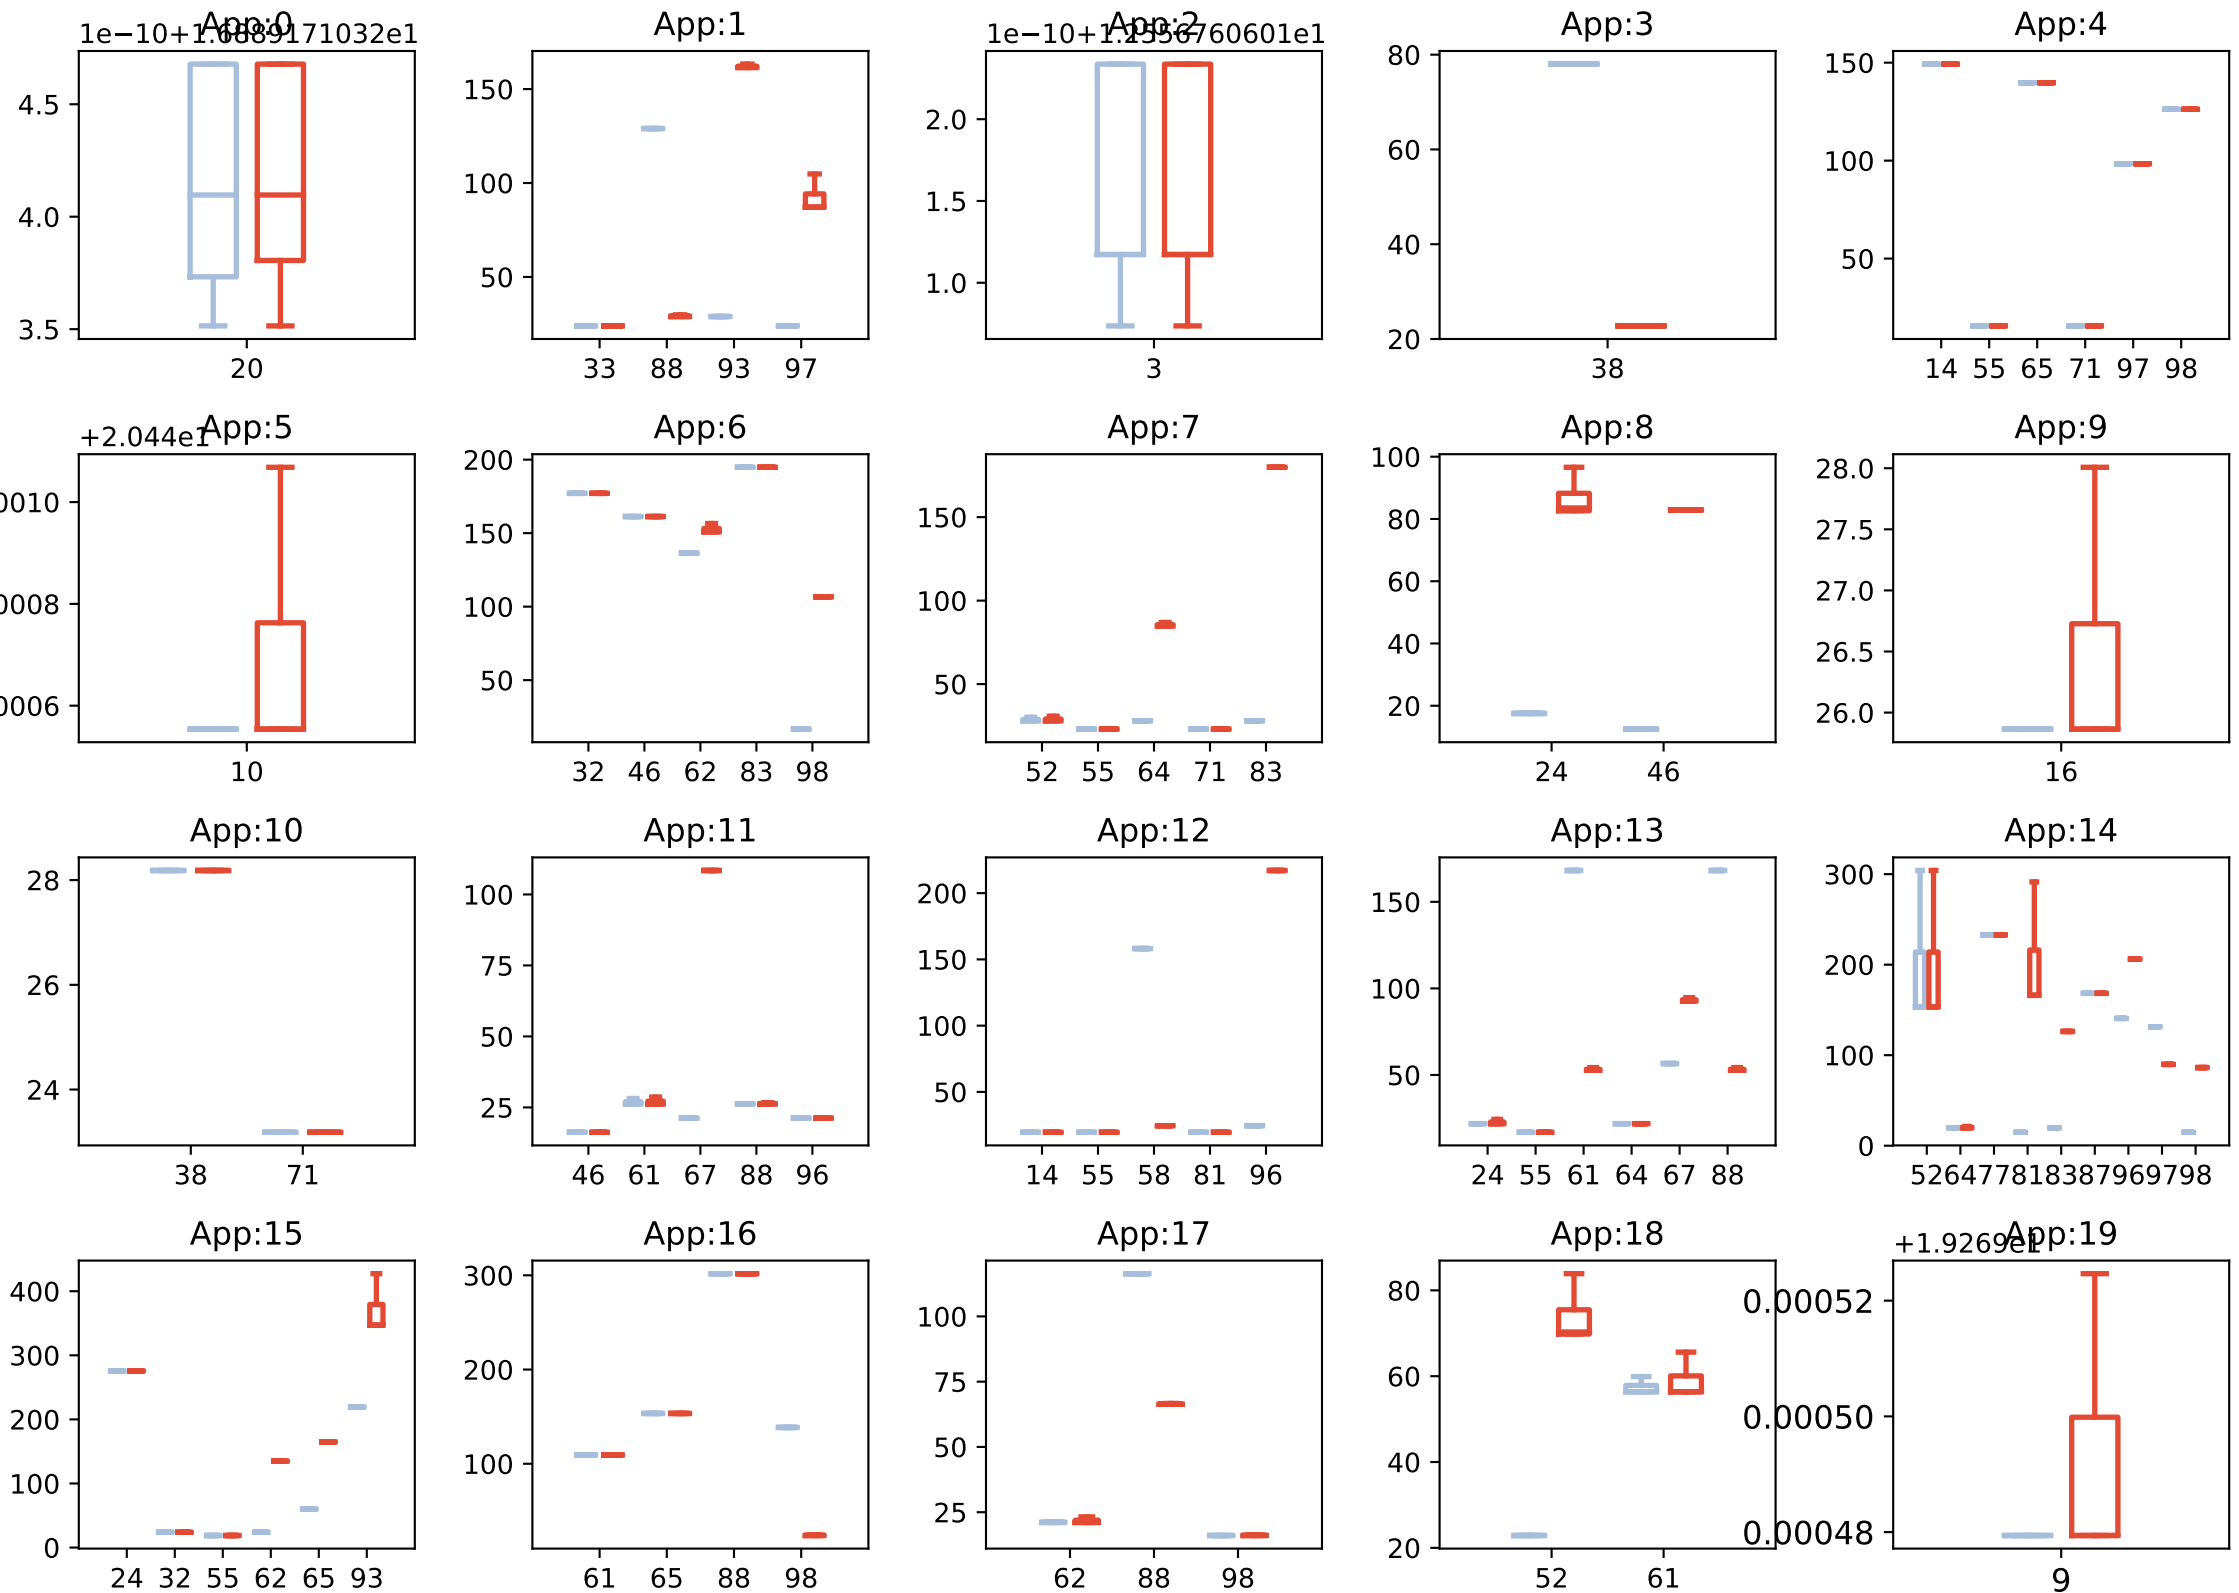 App:0 App:1 App:2 App:3 App:4
1e−10+1.6889171032e1 1e−10+1.2556760601e1
4.5 4.0 3.5
20
150 100 50
33 88 93 97
2.0 1.5 1.0
3
80 60 40 20
38
150 100 50
14 55 65 71 97 98
App:5 App:6 App:7 App:8 App:9
+2.044e1
0010 0008 0006
10
200 150 100 50
32 46 62 83 98
150 100 50
52 55 64 71 83
100 80 60 40 20
24 46
28.0 27.5 27.0 26.5 26.0
16
App:10 App:11 App:12 App:13 App:14
28 26 24
38 71
100 75 50 25
46 61 67 88 96
200 150 100 50
14 55 58 81 96
150 100 50
24 55 61 64 67 88
300 200 100 0
52 64 77 81 83 87 96 97 98
App:15 App:16 App:17 App:18 App:19
+1.9269e1
400 300 200 100 0
24 32 55 62 65 93
300 200 100
61 65 88 98
100 75 50 25
62 88 98
80 60 40 20
52 61
0.00052 0.00050 0.00048
9